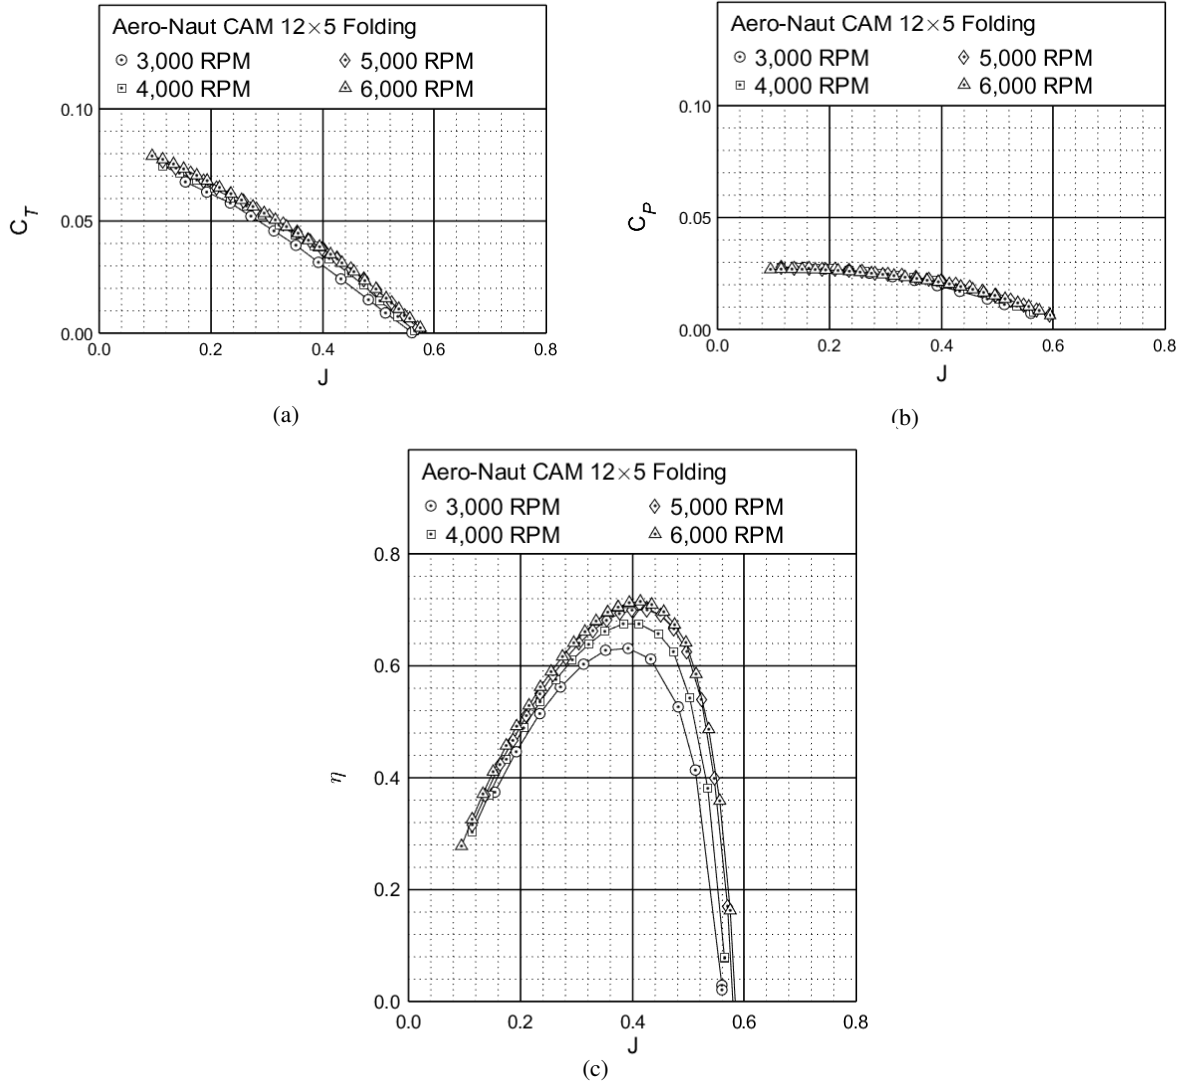 Aero-Naut CAM 12×5 Folding
3,000 RPM 5,000 RPM
4,000 RPM 6,000 RPM
0.10
0.05
0.00
C_T
0.0 0.2 0.4 0.6 0.8
J
(a)
Aero-Naut CAM 12×5 Folding
3,000 RPM 5,000 RPM
4,000 RPM 6,000 RPM
0.10
0.05
0.00
C_P
0.0 0.2 0.4 0.6 0.8
J
(b)
Aero-Naut CAM 12×5 Folding
3,000 RPM 5,000 RPM
4,000 RPM 6,000 RPM
0.8
0.6
0.4
0.2
0.0
η
0.0 0.2 0.4 0.6 0.8
J
(c)